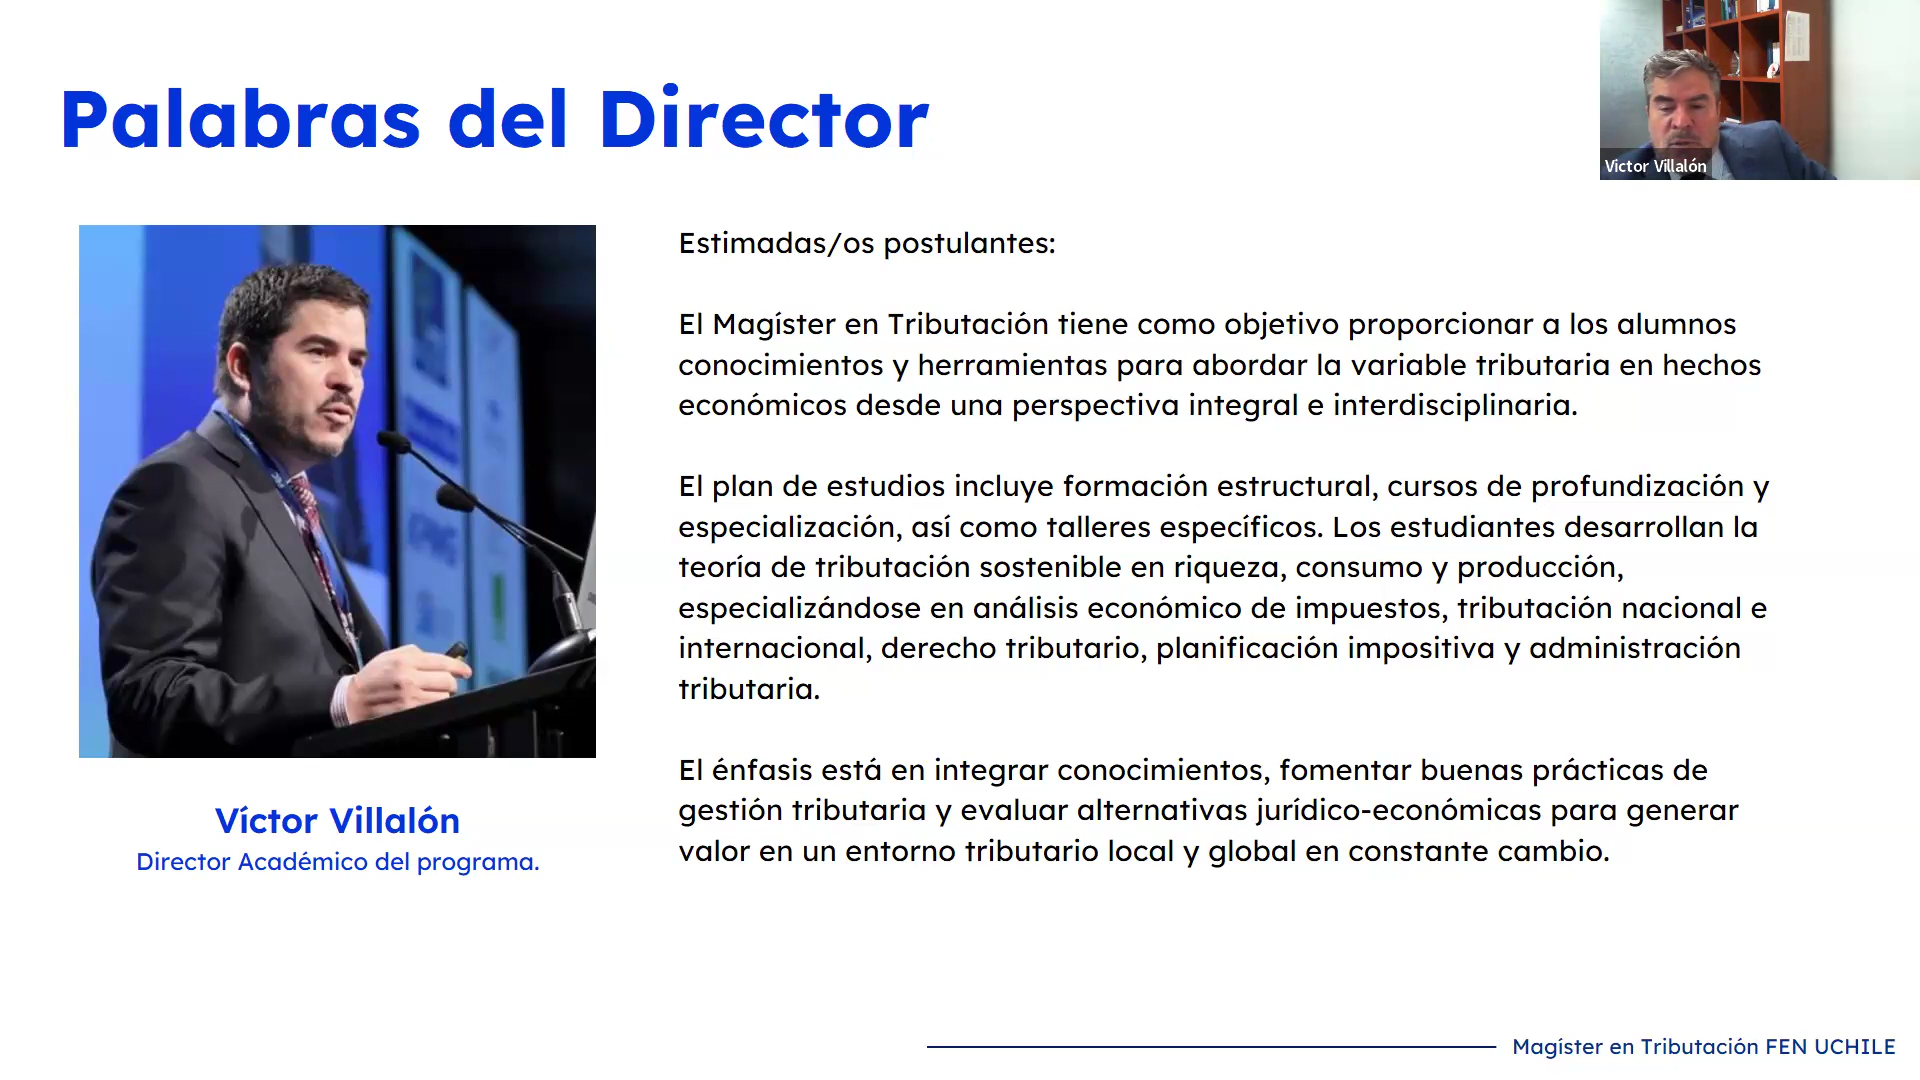 Palabras del Director
Victor Villalón
Estimadas/os postulantes:
El Magíster en Tributación tiene como objetivo proporcionar a los alumnos
conocimientos y herramientas para abordar la variable tributaria en hechos
económicos desde una perspectiva integral e interdisciplinaria.
El plan de estudios incluye formación estructural, cursos de profundización y
especialización, así como talleres específicos. Los estudiantes desarrollan la
teoría de tributación sostenible en riqueza, consumo y producción,
especializándose en análisis económico de impuestos, tributación nacional e
internacional, derecho tributario, planificación impositiva y administración
tributaria.
El énfasis está en integrar conocimientos, fomentar buenas prácticas de
gestión tributaria y evaluar alternativas jurídico-económicas para generar
valor en un entorno tributario local y global en constante cambio.
Víctor Villalón
Director Académico del programa.
Magíster en Tributación FEN UCHILE